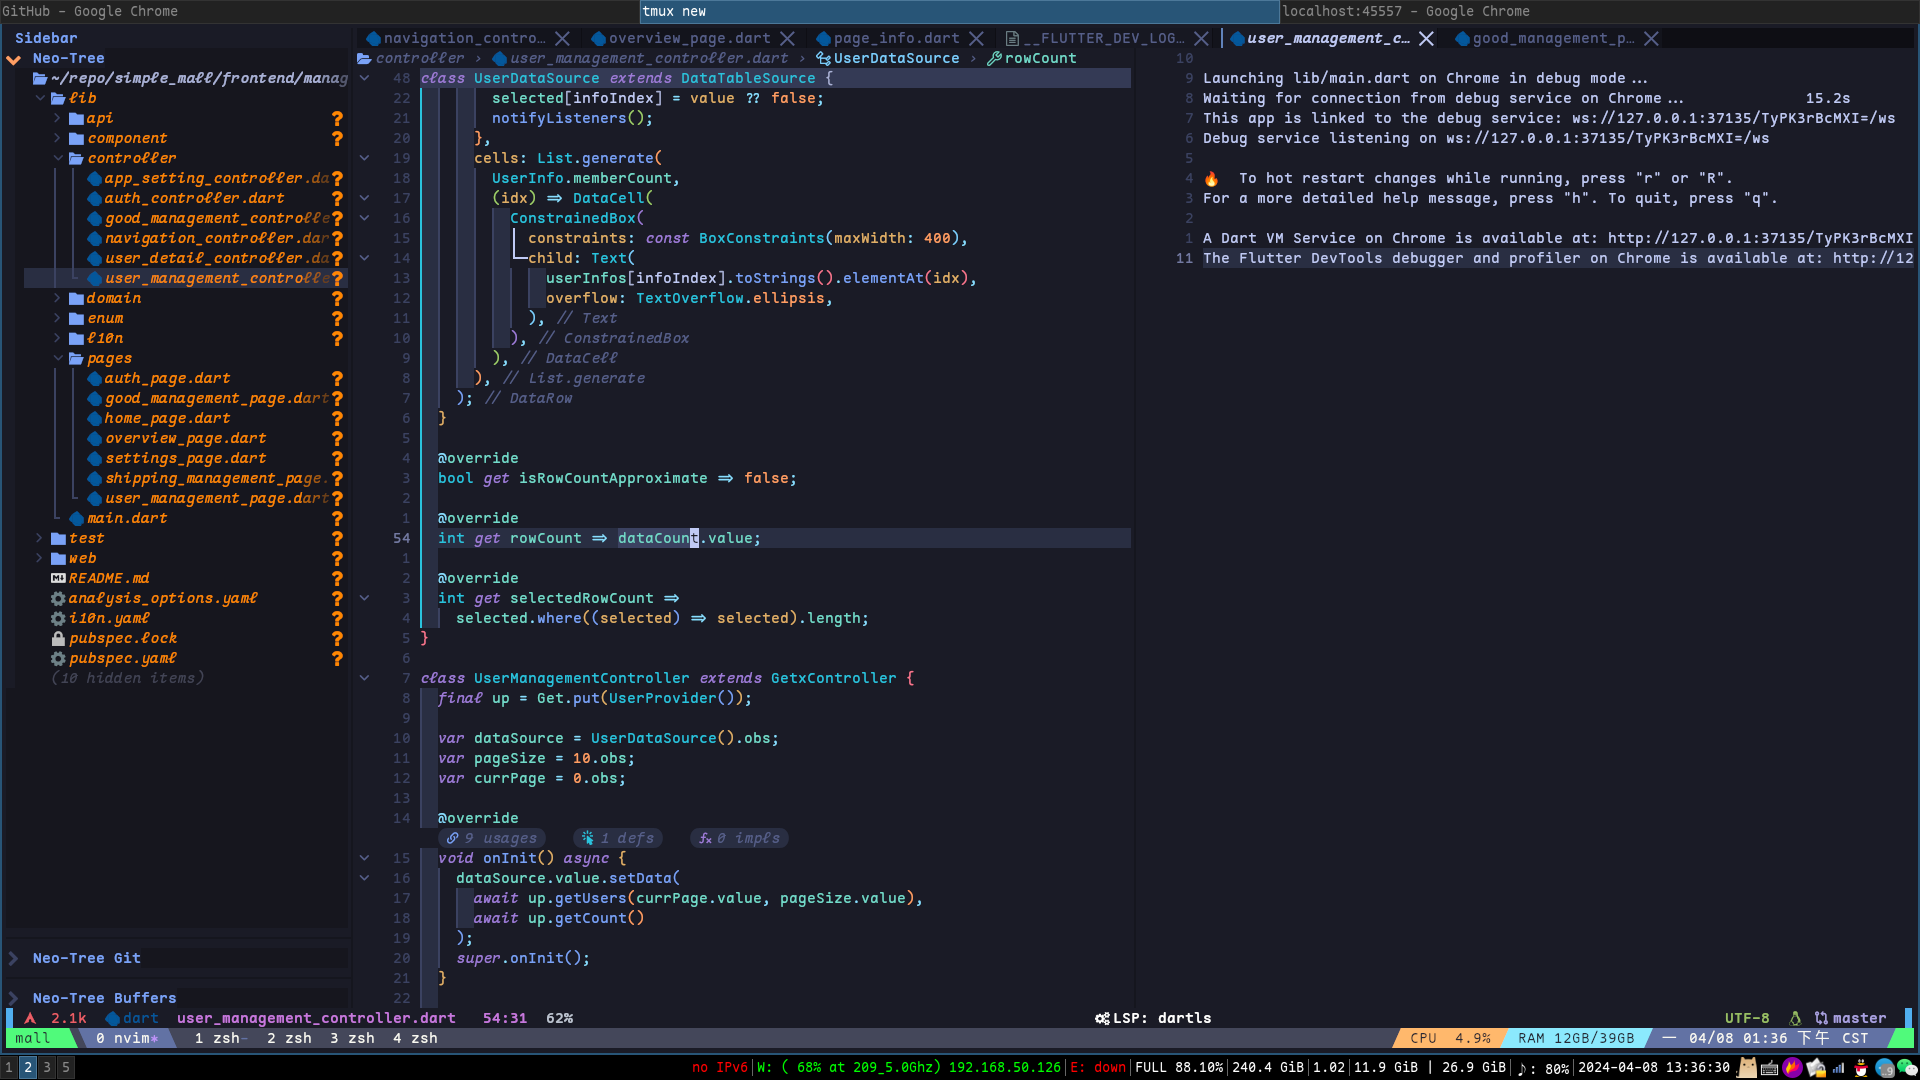 GitHub - Google Chrome
tmux new
localhost:45557 - Google Chrome
Sidebar
Neo-Tree
~/repo/simple_mall/frontend/manag
lib
api ?
component ?
controller
app_setting_controller.da?
auth_controller.dart ?
good_management_controlle?
navigation_controller.dar?
user_detail_controller.da?
user_management_controlle?
domain ?
enum ?
l10n ?
pages
auth_page.dart ?
good_management_page.dart?
home_page.dart ?
overview_page.dart ?
settings_page.dart ?
shipping_management_page.?
user_management_page.dart?
main.dart ?
test ?
web ?
README.md ?
analysis_options.yaml ?
i10n.yaml ?
pubspec.lock ?
pubspec.yaml ?
(10 hidden items)
Neo-Tree Git
Neo-Tree Buffers
navigation_contro… overview_page.dart page_info.dart __FLUTTER_DEV_LOG… user_management_c… good_management_p…
controller › user_management_controller.dart › UserDataSource › rowCount
48 class UserDataSource extends DataTableSource {
22 selected[infoIndex] = value ?? false;
21 notifyListeners();
20 },
19 cells: List.generate(
18 UserInfo.memberCount,
17 (idx) => DataCell(
16 ConstrainedBox(
15 constraints: const BoxConstraints(maxWidth: 400),
14 child: Text(
13 userInfos[infoIndex].toStrings().elementAt(idx),
12 overflow: TextOverflow.ellipsis,
11 ), // Text
10 ), // ConstrainedBox
9 ), // DataCell
8 ), // List.generate
7 ); // DataRow
6 }
5
4 @override
3 bool get isRowCountApproximate => false;
2
1 @override
54 int get rowCount => dataCount.value;
1
2 @override
3 int get selectedRowCount =>
4 selected.where((selected) => selected).length;
5 }
6
7 class UserManagementController extends GetxController {
8 final up = Get.put(UserProvider());
9
10 var dataSource = UserDataSource().obs;
11 var pageSize = 10.obs;
12 var currPage = 0.obs;
13
14 @override
9 usages 1 defs 0 impls
15 void onInit() async {
16 dataSource.value.setData(
17 await up.getUsers(currPage.value, pageSize.value),
18 await up.getCount()
19 );
20 super.onInit();
21 }
22
10
9 Launching lib/main.dart on Chrome in debug mode...
8 Waiting for connection from debug service on Chrome... 15.2s
7 This app is linked to the debug service: ws://127.0.0.1:37135/TyPK3rBcMXI=/ws
6 Debug service listening on ws://127.0.0.1:37135/TyPK3rBcMXI=/ws
5
4 🔥 To hot restart changes while running, press "r" or "R".
3 For a more detailed help message, press "h". To quit, press "q".
2
1 A Dart VM Service on Chrome is available at: http://127.0.0.1:37135/TyPK3rBcMXI
11 The Flutter DevTools debugger and profiler on Chrome is available at: http://12
2.1k dart user_management_controller.dart 54:31 62% LSP: dartls UTF-8 master
mall 0 nvim* 1 zsh- 2 zsh 3 zsh 4 zsh CPU 4.9% RAM 12GB/39GB 一 04/08 01:36 下午 CST
1 2 3 5 no IPv6 W: ( 68% at 209_5.0Ghz) 192.168.50.126 E: down FULL 88.10% 240.4 GiB 1.02 11.9 GiB | 26.9 GiB ♪: 80% 2024-04-08 13:36:30